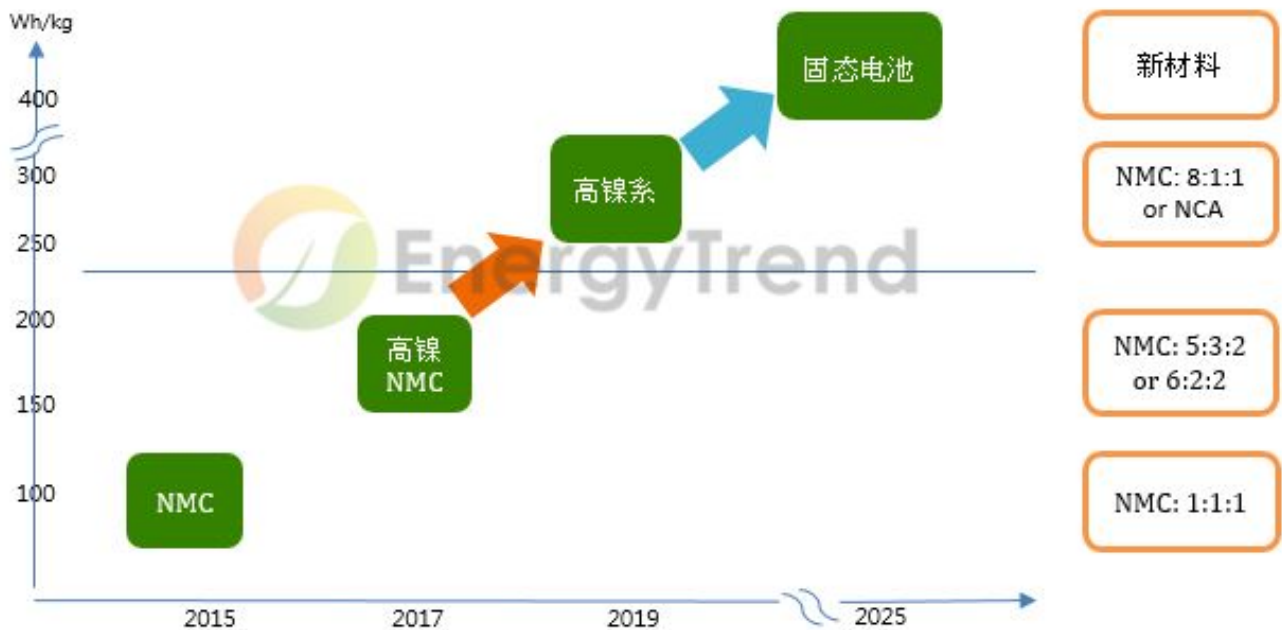 Wh/kg
400
300
250
200
150
100
固态电池
高镍系
高镍
NMC
NMC
EnergyTrend
新材料
NMC: 8:1:1
or NCA
NMC: 5:3:2
or 6:2:2
NMC: 1:1:1
2015
2017
2019
2025